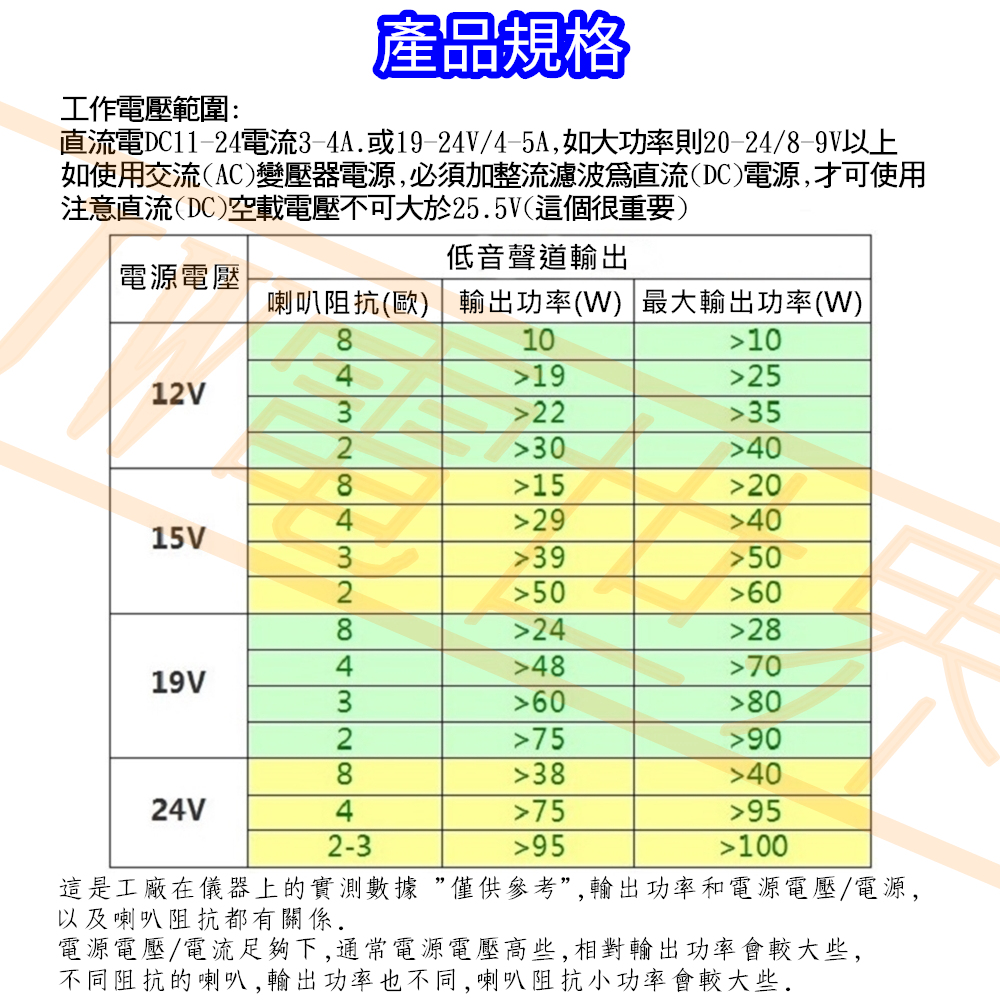 產品規格
工作電壓範圍:
直流電DC11-24電流3-4A.或19-24V/4-5A,如大功率則20-24/8-9V以上
如使用交流(AC)變壓器電源,必須加整流濾波為直流(DC)電源,才可使用
注意直流(DC)空載電壓不可大於25.5V(這個很重要)
電源電壓 低音聲道輸出
喇叭阻抗(歐) 輸出功率(W) 最大輸出功率(W)
12V
8 10 >10
4 >19 >25
3 >22 >35
2 >30 >40
15V
8 >15 >20
4 >29 >40
3 >39 >50
2 >50 >60
19V
8 >24 >28
4 >48 >70
3 >60 >80
2 >75 >90
24V
8 >38 >40
4 >75 >95
2-3 >95 >100
這是工廠在儀器上的實測數據 "僅供參考",輸出功率和電源電壓/電源,
以及喇叭阻抗都有關係.
電源電壓/電流足夠下,通常電源電壓高些,相對輸出功率會較大些,
不同阻抗的喇叭,輸出功率也不同,喇叭阻抗小功率會較大些.